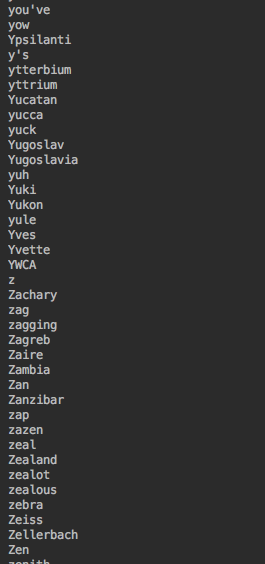 you've
yow
Ypsilanti
y's
ytterbium
yttrium
Yucatan
yucca
yuck
Yugoslav
Yugoslavia
yuh
Yuki
Yukon
yule
Yves
Yvette
YWCA
z
Zachary
zag
zagging
Zagreb
Zaire
Zambia
Zan
Zanzibar
zap
zazen
zeal
Zealand
zealot
zealous
zebra
Zeiss
Zellerbach
Zen
zenith